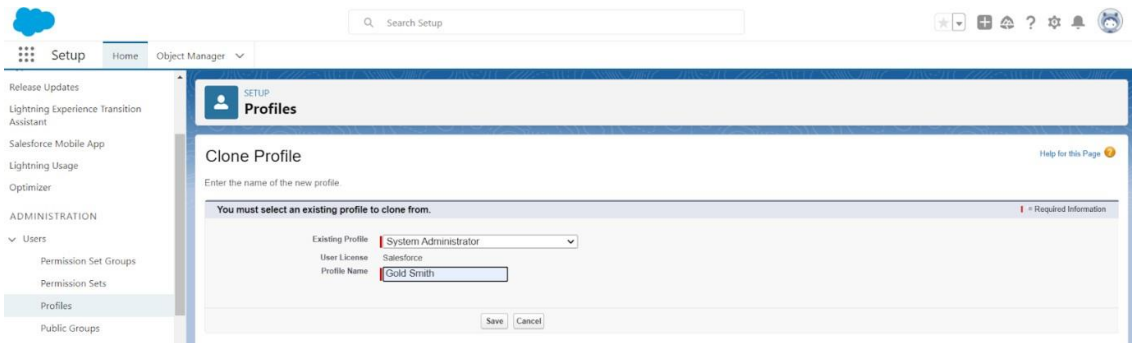 Search Setup
Setup Home Object Manager
Release Updates
Lightning Experience Transition
Assistant
Salesforce Mobile App
Lightning Usage
Optimizer
ADMINISTRATION
Users
Permission Set Groups
Permission Sets
Profiles
Public Groups
SETUP
Profiles
Clone Profile
Help for this Page
Enter the name of the new profile.
You must select an existing profile to clone from.
= Required Information
Existing Profile System Administrator
User License Salesforce
Profile Name Gold Smith
Save Cancel